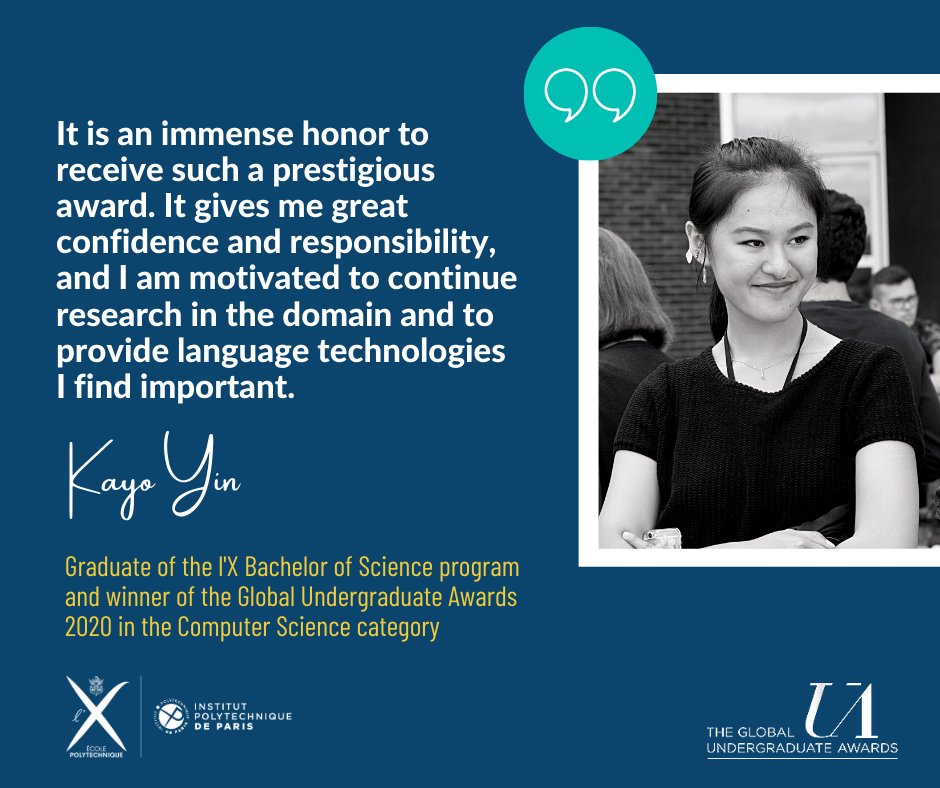 It is an immense honor to
receive such a prestigious
award. It gives me great
confidence and responsibility,
and I am motivated to continue
research in the domain and to
provide language technologies
I find important.
Kayo Yin
Graduate of the l'X Bachelor of Science program
and winner of the Global Undergraduate Awards
2020 in the Computer Science category
l'X
ÉCOLE
POLYTECHNIQUE
INSTITUT
POLYTECHNIQUE
DE PARIS
UA
THE GLOBAL
UNDERGRADUATE AWARDS